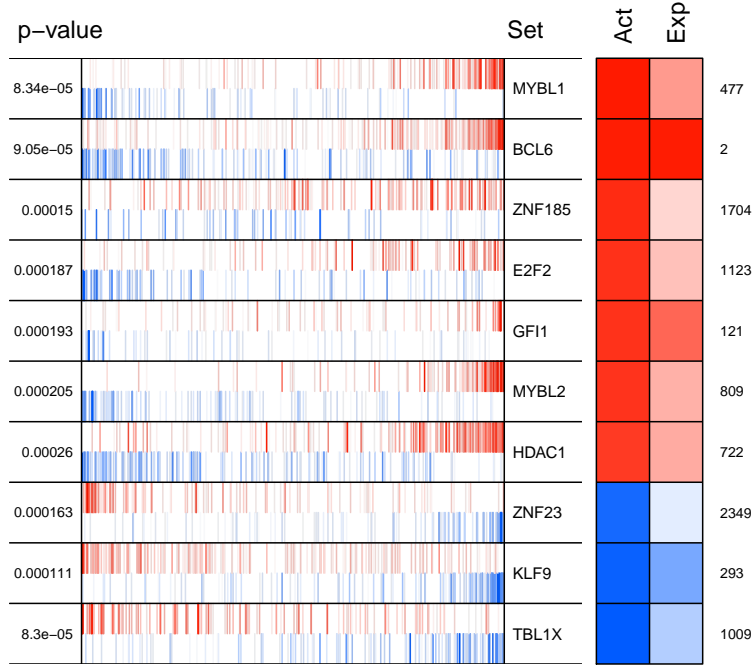 p−value Set Act Exp
8.34e−05 MYBL1 477
9.05e−05 BCL6 2
0.00015 ZNF185 1704
0.000187 E2F2 1123
0.000193 GFI1 121
0.000205 MYBL2 809
0.00026 HDAC1 722
0.000163 ZNF23 2349
0.000111 KLF9 293
8.3e−05 TBL1X 1009